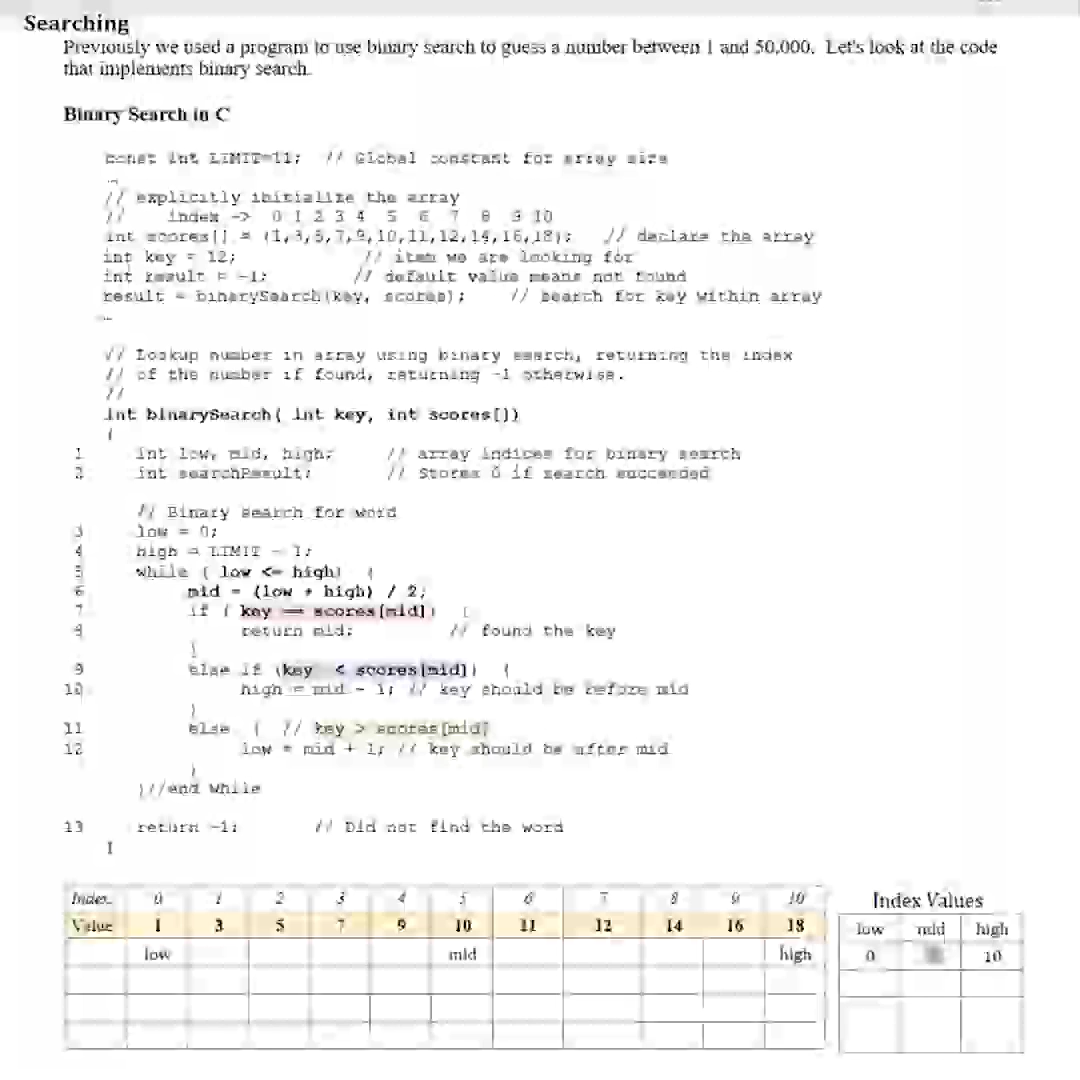 Searching
Previously we used a program to use binary search to guess a number between 1 and 50,000. Let's look at the code
that implements binary search.
Binary Search in C
const int LIMIT=11; // Global constant for array size
// explicitly initialize the array
// index -> 0 1 2 3 4 5 6 7 8 9 10
int scores[] = {1,3,5,7,9,10,11,12,14,16,18}; // declare the array
int key = 12; // item we are looking for
int result = -1; // default value means not found
result = binarySearch(key, scores); // search for key within array
// Lookup number in array using binary search, returning the index
// of the number if found, returning -1 otherwise.
//
int binarySearch( int key, int scores[])
{
1 int low, mid, high; // array indices for binary search
2 int searchResult; // Stores 0 if search succeeded
// Binary search for word
3 low = 0;
4 high = LIMIT - 1;
5 while ( low <= high) {
6 mid = (low + high) / 2;
7 if ( key == scores[mid]) {
8 return mid; // found the key
}
9 else if (key < scores[mid]) {
10 high = mid - 1; // key should be before mid
}
11 else { // key > scores[mid]
12 low = mid + 1; // key should be after mid
}
}//end while
13 return -1; // Did not find the word
}
Index 0 1 2 3 4 5 6 7 8 9 10 Index Values
Value 1 3 5 7 9 10 11 12 14 16 18 low mid high
low mid high 0 10